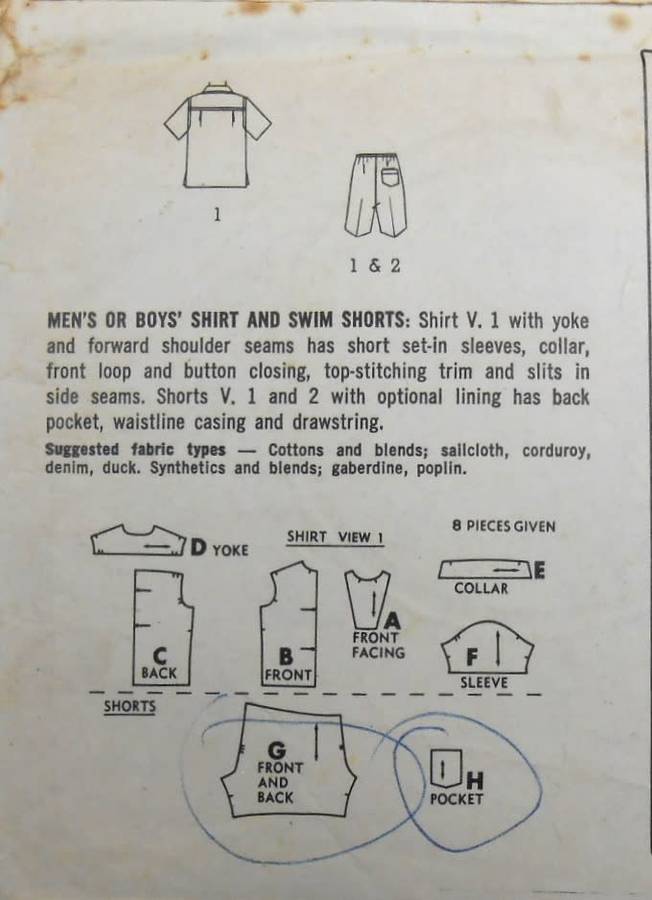 1
1 & 2
MEN'S OR BOYS' SHIRT AND SWIM SHORTS: Shirt V. 1 with yoke
and forward shoulder seams has short set-in sleeves, collar,
front loop and button closing, top-stitching trim and slits in
side seams. Shorts V. 1 and 2 with optional lining has back
pocket, waistline casing and drawstring.
Suggested fabric types — Cottons and blends; sailcloth, corduroy,
denim, duck. Synthetics and blends; gaberdine, poplin.
8 PIECES GIVEN
SHIRT VIEW 1
D YOKE
E
COLLAR
A
FRONT
FACING
C
BACK
B
FRONT
F
SLEEVE
SHORTS
G
FRONT
AND
BACK
H
POCKET